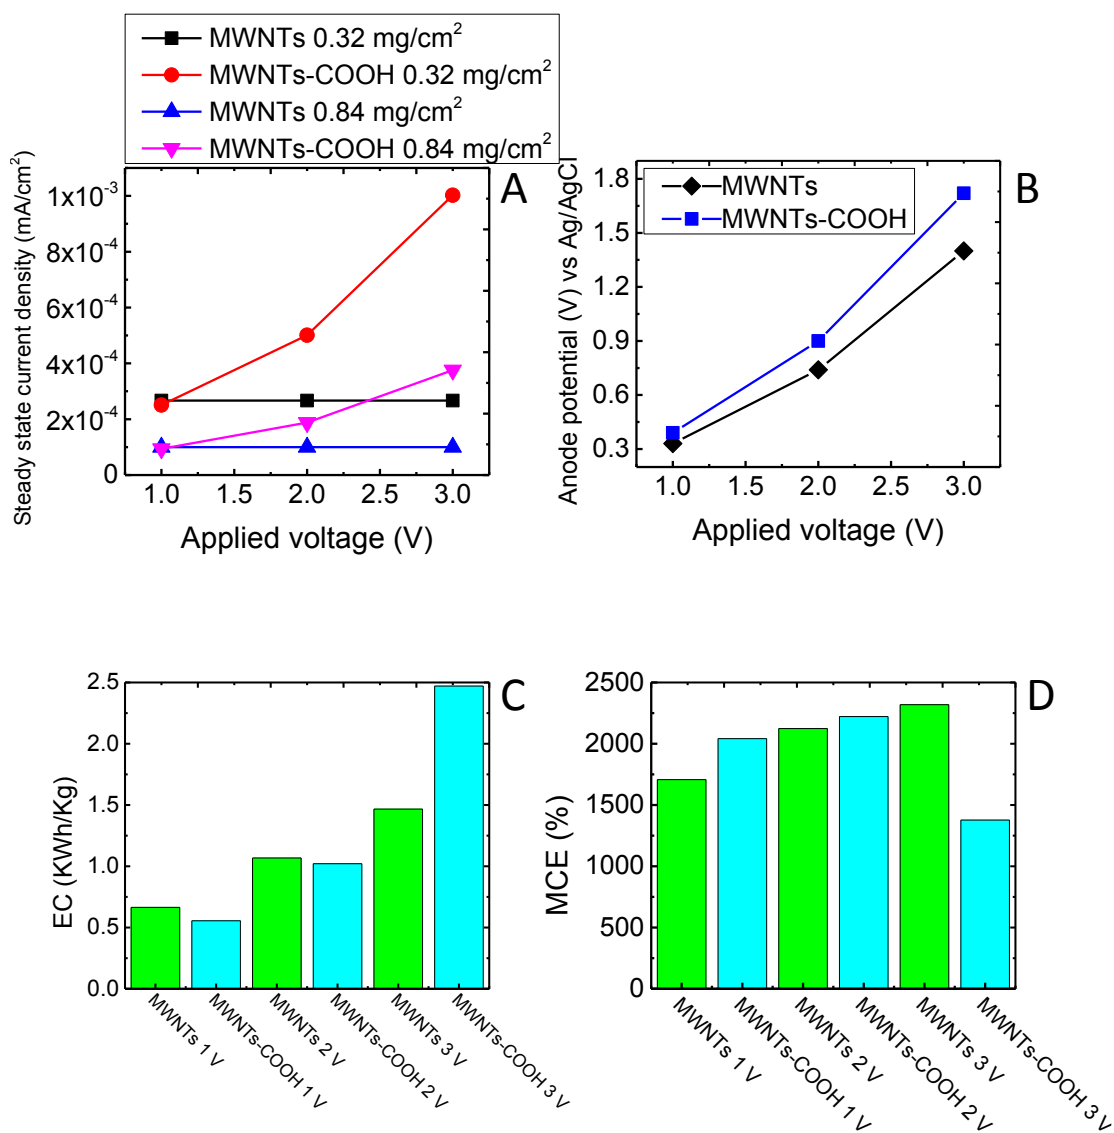 MWNTs 0.32 mg/cm²
MWNTs-COOH 0.32 mg/cm²
MWNTs 0.84 mg/cm²
MWNTs-COOH 0.84 mg/cm²
A
Steady state current density (mA/cm²)
1x10⁻³
8x10⁻⁴
6x10⁻⁴
4x10⁻⁴
2x10⁻⁴
0
1.0 1.5 2.0 2.5 3.0
Applied voltage (V)
B
MWNTs
MWNTs-COOH
Anode potential (V) vs Ag/AgCl
1.8
1.5
1.2
0.9
0.6
0.3
1.0 1.5 2.0 2.5 3.0
Applied voltage (V)
C
EC (KWh/Kg)
2.5
2.0
1.5
1.0
0.5
0.0
MWNTs 1 V
MWNTs-COOH 1 V
MWNTs 2 V
MWNTs-COOH 2 V
MWNTs 3 V
MWNTs-COOH 3 V
D
MCE (%)
2500
2000
1500
1000
500
0
MWNTs 1 V
MWNTs-COOH 1 V
MWNTs 2 V
MWNTs-COOH 2 V
MWNTs 3 V
MWNTs-COOH 3 V